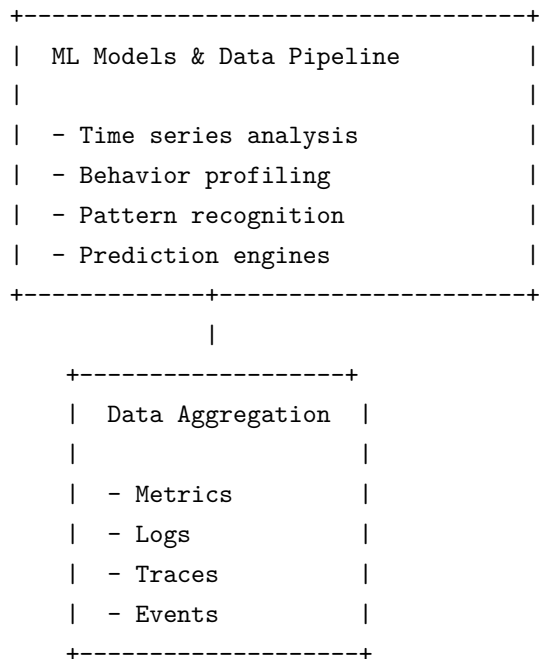 ML Models & Data Pipeline
- Time series analysis
- Behavior profiling
- Pattern recognition
- Prediction engines
Data Aggregation
- Metrics
- Logs
- Traces
- Events